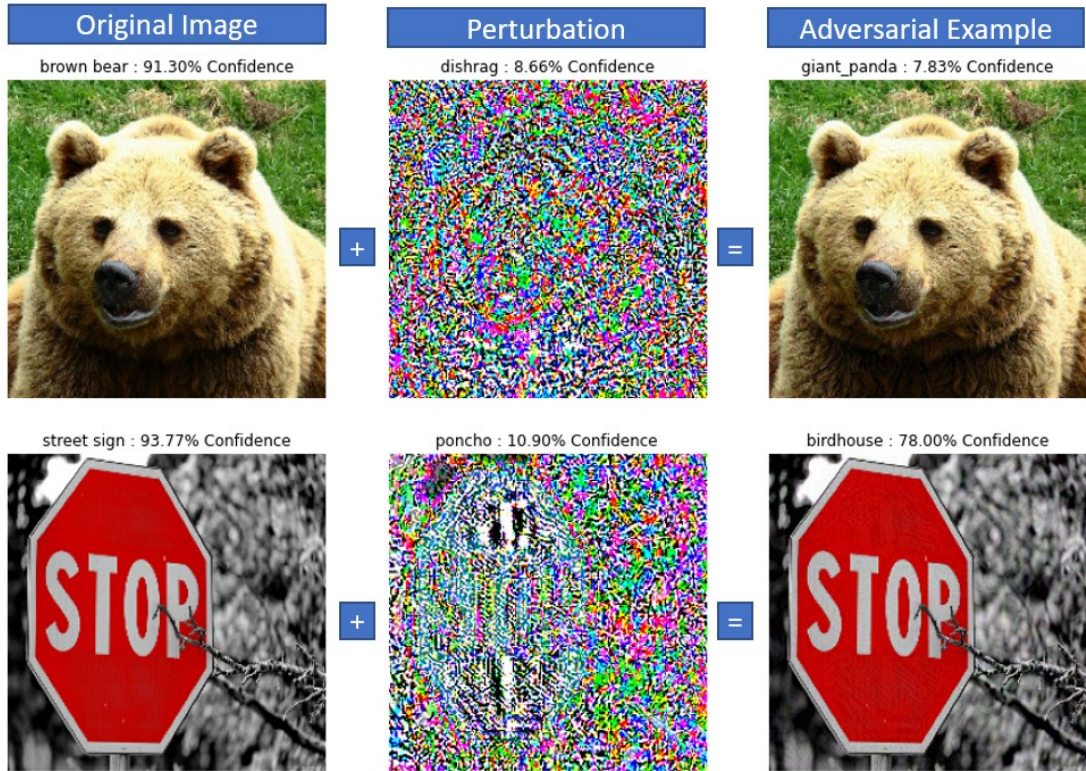 Original Image
Perturbation
Adversarial Example
brown bear : 91.30% Confidence
dishrag : 8.66% Confidence
giant_panda : 7.83% Confidence
+
=
street sign : 93.77% Confidence
poncho : 10.90% Confidence
birdhouse : 78.00% Confidence
STOP
+
=
STOP